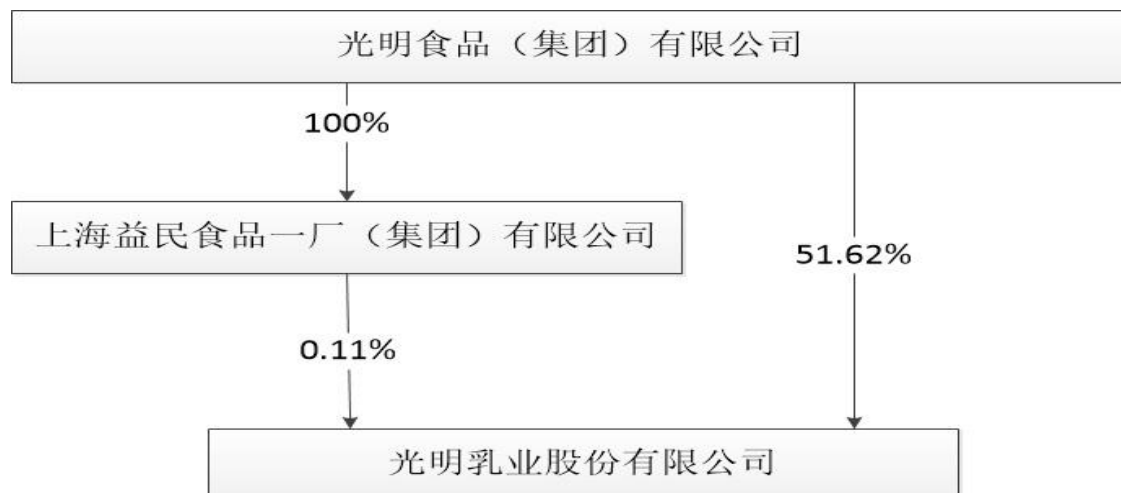 光明食品（集团）有限公司
100%
上海益民食品一厂（集团）有限公司
51.62%
0.11%
光明乳业股份有限公司